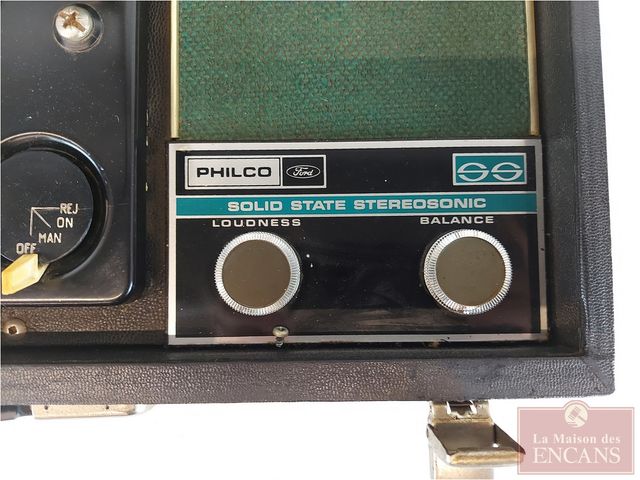 PHILCO Ford SS
SOLID STATE STEREOSONIC
LOUDNESS BALANCE
REJ
ON
MAN
OFF
La Maison des
ENCANS